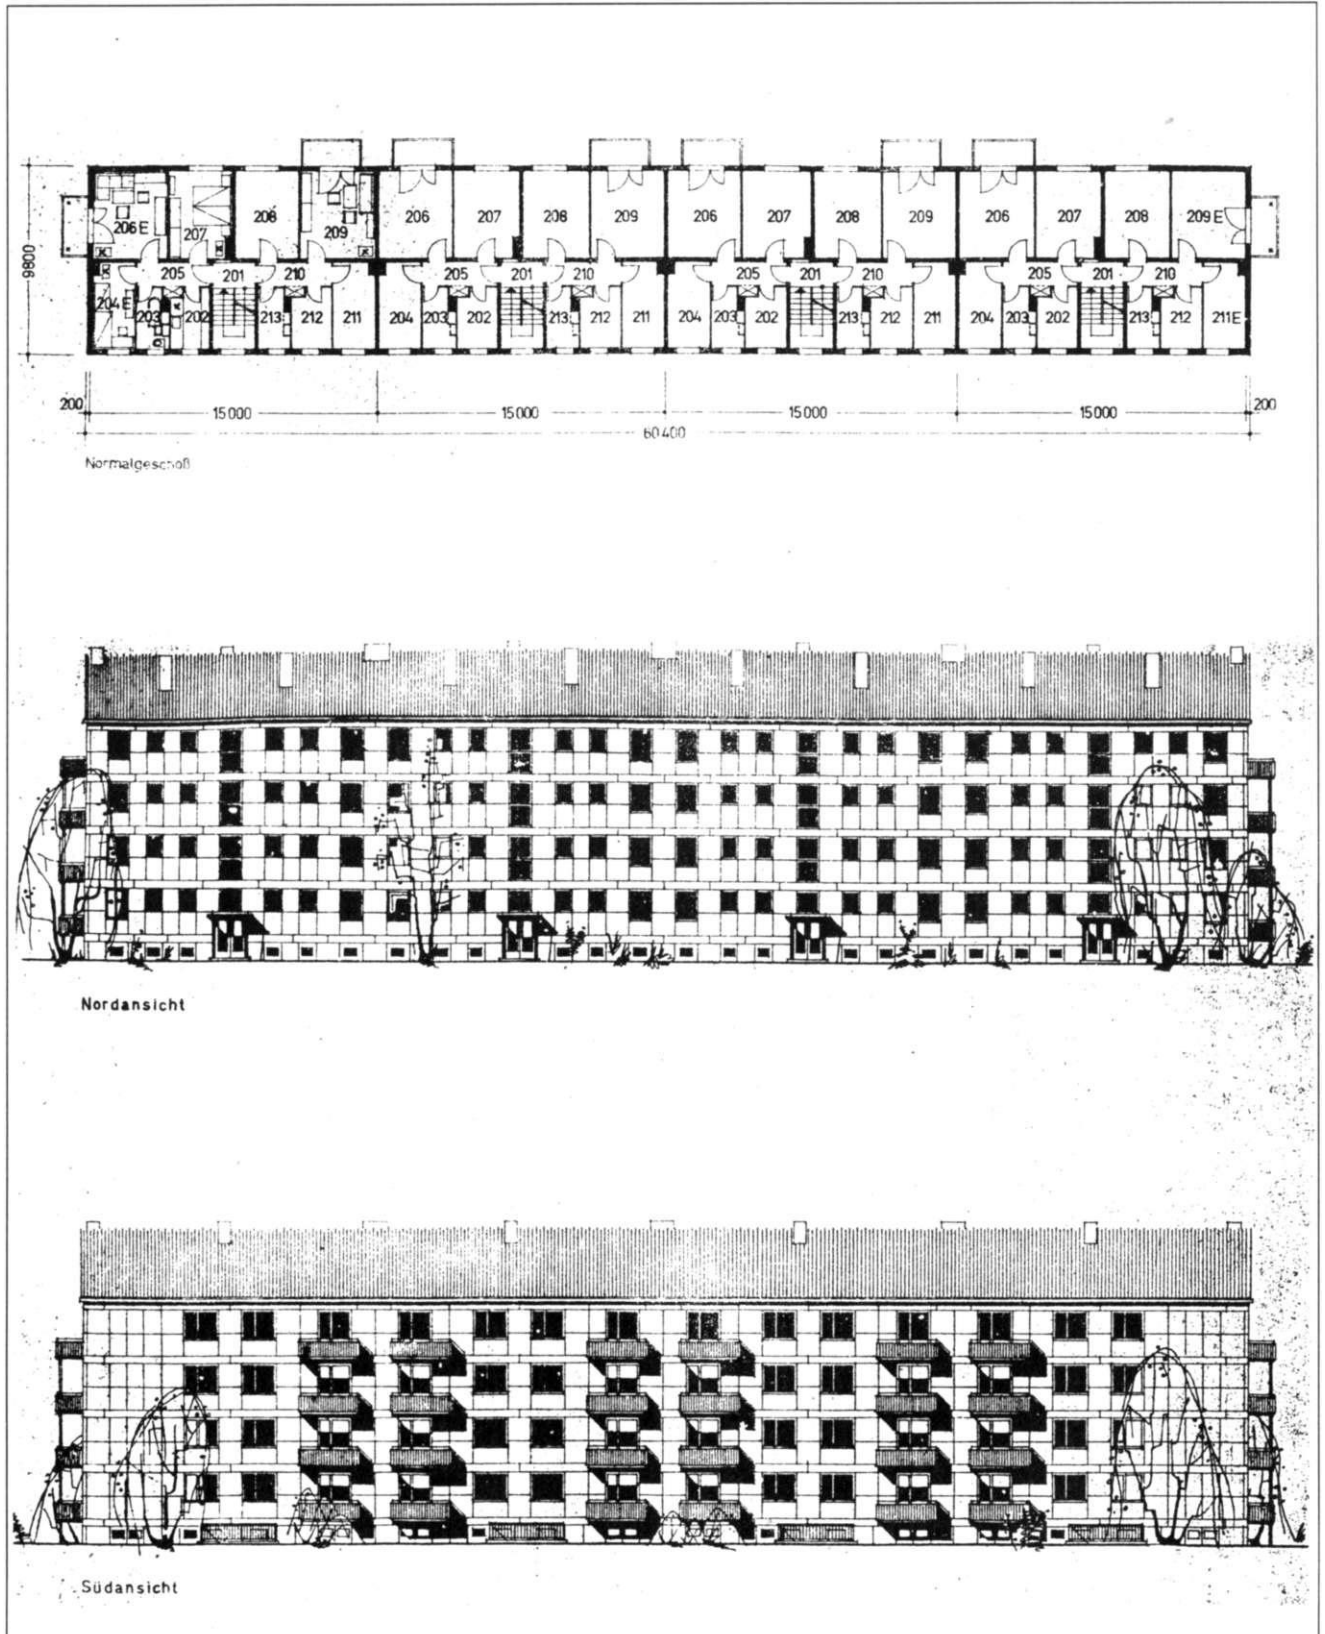 206 E 207 208 209 206 207 208 209 206 207 208 209 206 207 208 209 E
9800
205 201 210 205 201 210 205 201 210 205 201 210
204 E 203 202 213 212 211 204 203 202 213 212 211 204 203 202 213 212 211 204 203 202 213 212 211 E
200 15000 15000 15000 15000 200
60400
Normalgeschoß
Nordansicht
Südansicht